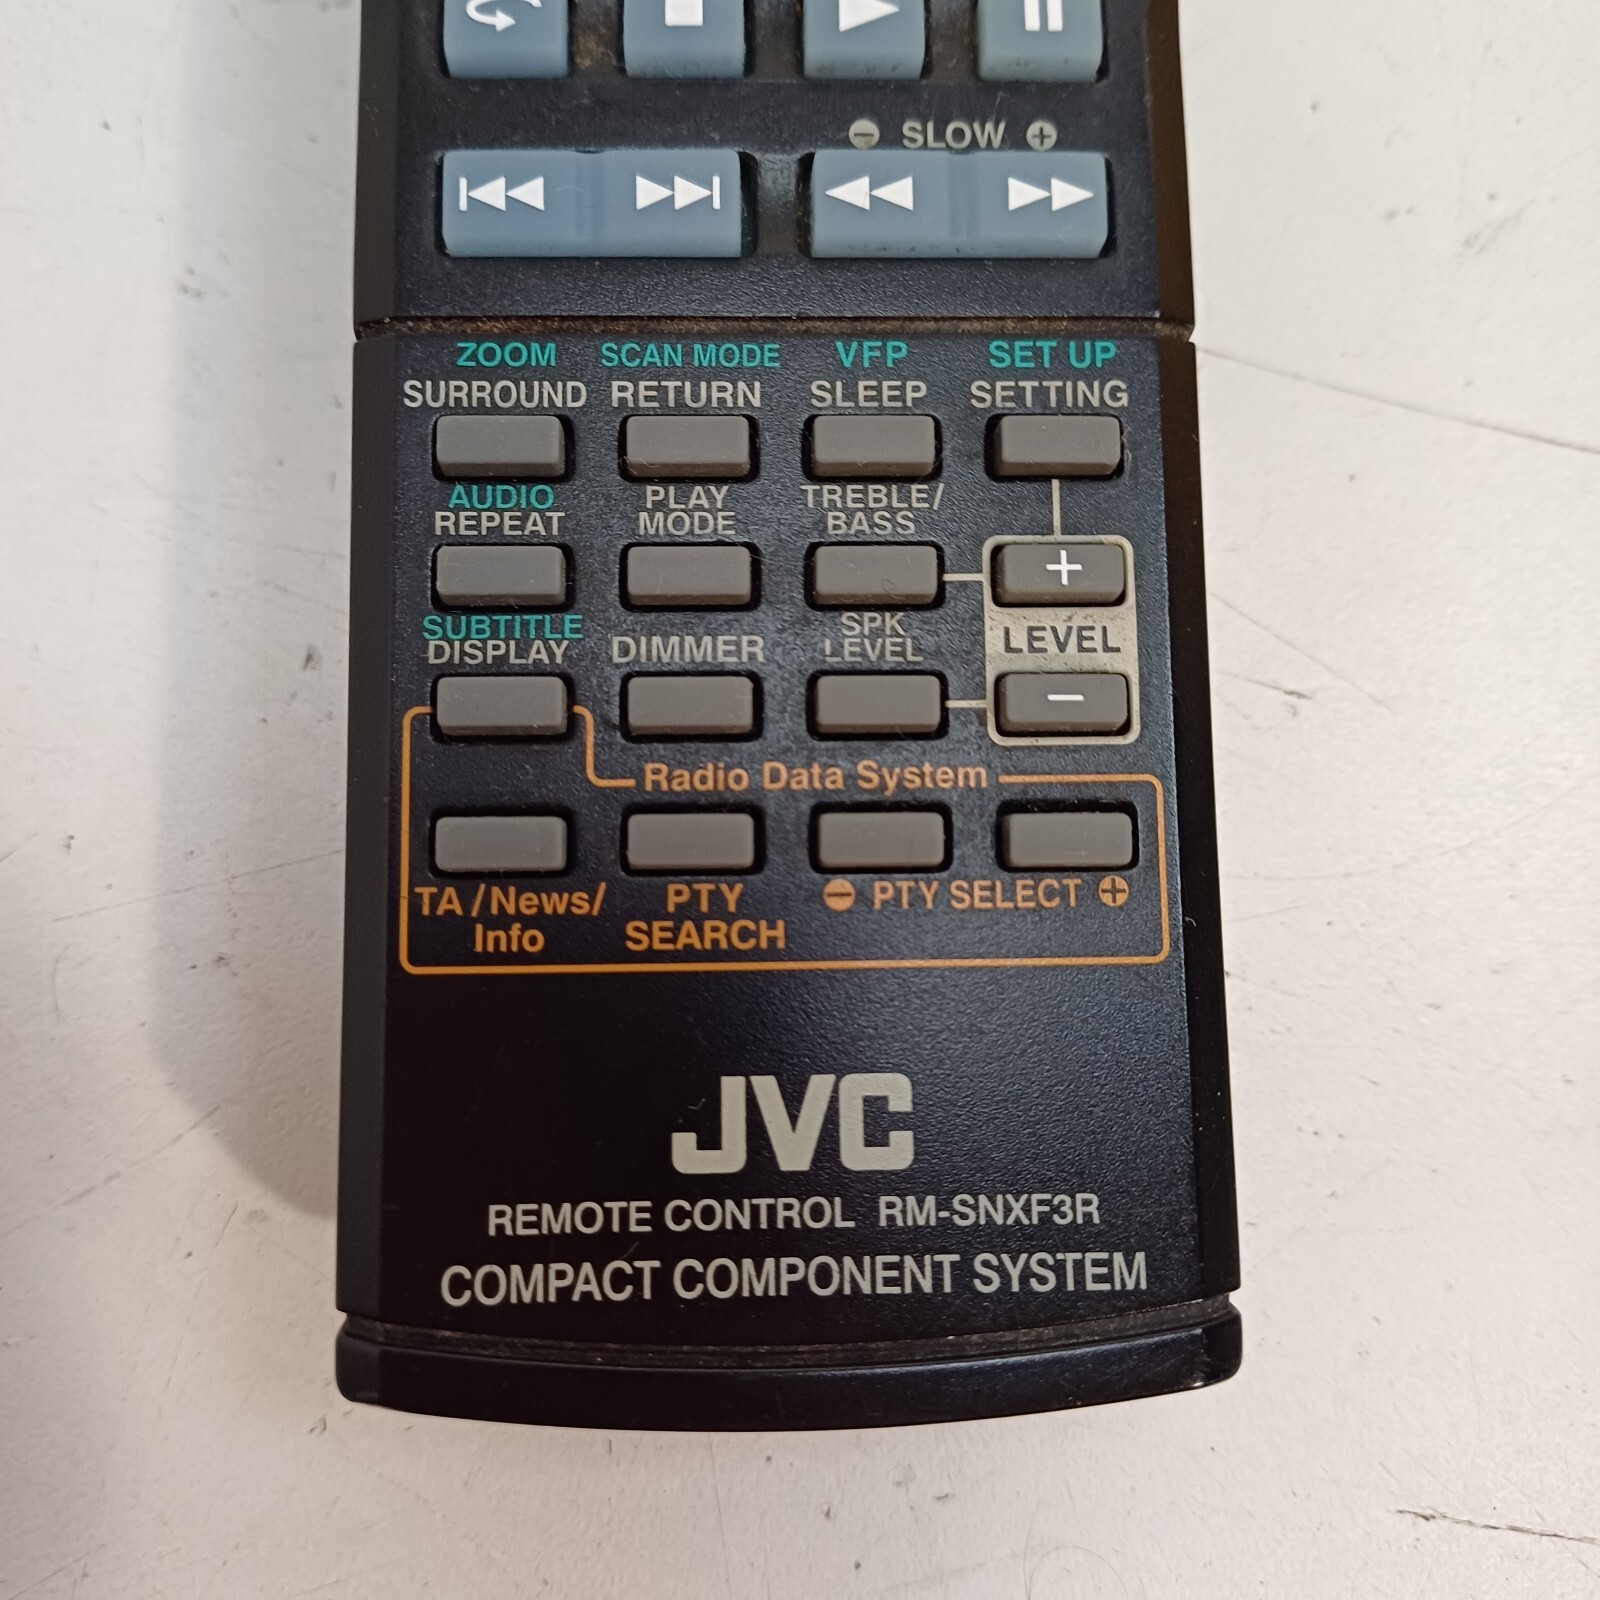 ⊖ SLOW ⊕
ZOOM SCAN MODE VFP SET UP
SURROUND RETURN SLEEP SETTING
AUDIO PLAY TREBLE/
REPEAT MODE BASS
+
SUBTITLE SPK
DISPLAY DIMMER LEVEL LEVEL
−
Radio Data System
TA/News/ PTY ⊖ PTY SELECT ⊕
Info SEARCH
JVC
REMOTE CONTROL RM-SNXF3R
COMPACT COMPONENT SYSTEM